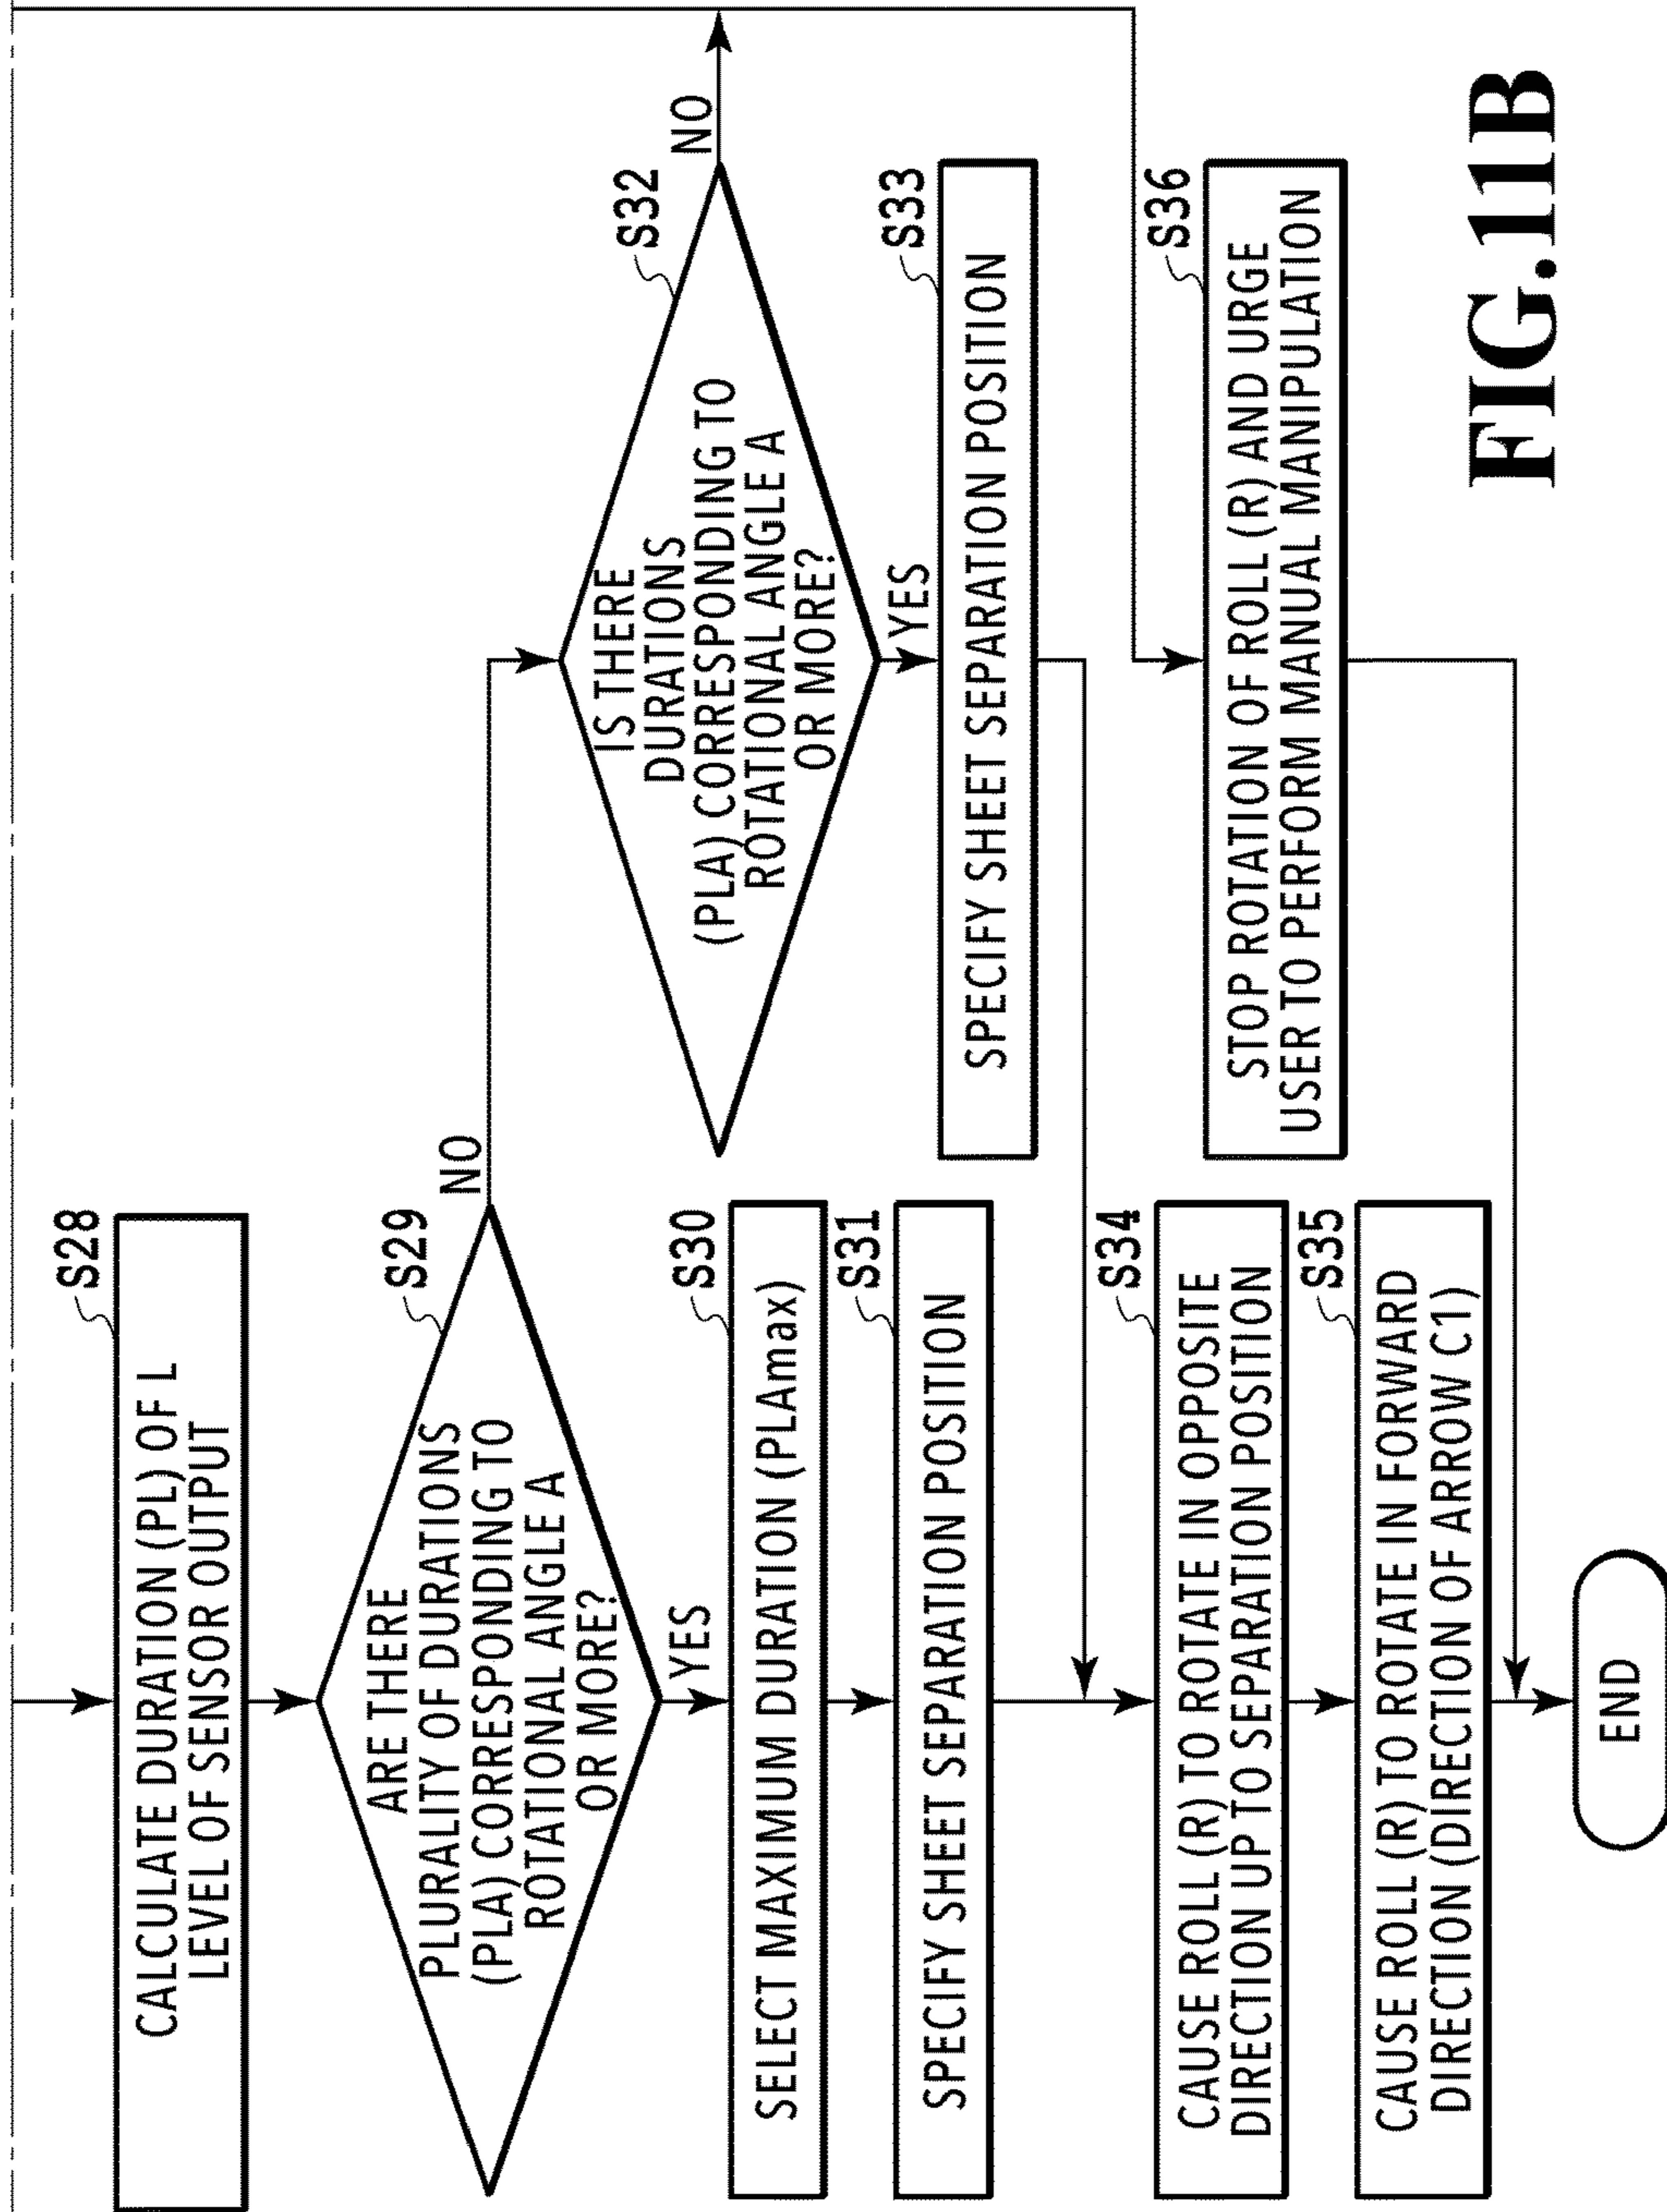 S28
CALCULATE DURATION (PL) OF L
LEVEL OF SENSOR OUTPUT
S29
ARE THERE
PLURALITY OF DURATIONS
(PLA) CORRESPONDING TO
ROTATIONAL ANGLE A
OR MORE?
NO
YES
S30
SELECT MAXIMUM DURATION (PLAmax)
S31
SPECIFY SHEET SEPARATION POSITION
S32
IS THERE
DURATIONS
(PLA) CORRESPONDING TO
ROTATIONAL ANGLE A
OR MORE?
NO
YES
S33
SPECIFY SHEET SEPARATION POSITION
S34
CAUSE ROLL (R) TO ROTATE IN OPPOSITE
DIRECTION UP TO SEPARATION POSITION
S35
CAUSE ROLL (R) TO ROTATE IN FORWARD
DIRECTION (DIRECTION OF ARROW C1)
S36
STOP ROTATION OF ROLL (R) AND URGE
USER TO PERFORM MANUAL MANIPULATION
END
FIG.11B